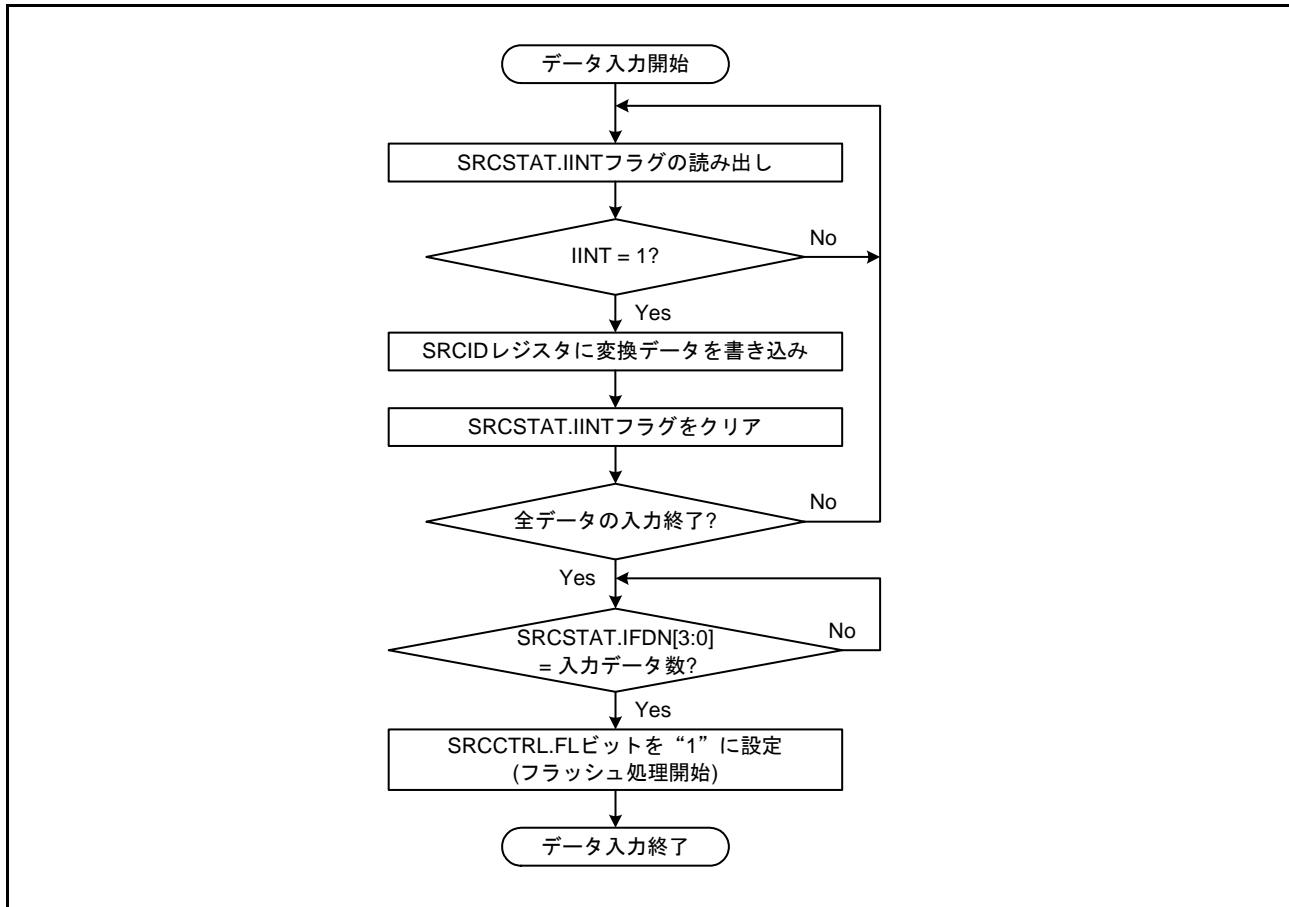 データ入力開始
SRCSTAT.IINTフラグの読み出し
IINT = 1?
No
Yes
SRCIDレジスタに変換データを書き込み
SRCSTAT.IINTフラグをクリア
全データの入力終了?
No
Yes
SRCSTAT.IFDN[3:0]
= 入力データ数?
No
Yes
SRCCTRL.FLビットを“1”に設定
(フラッシュ処理開始)
データ入力終了